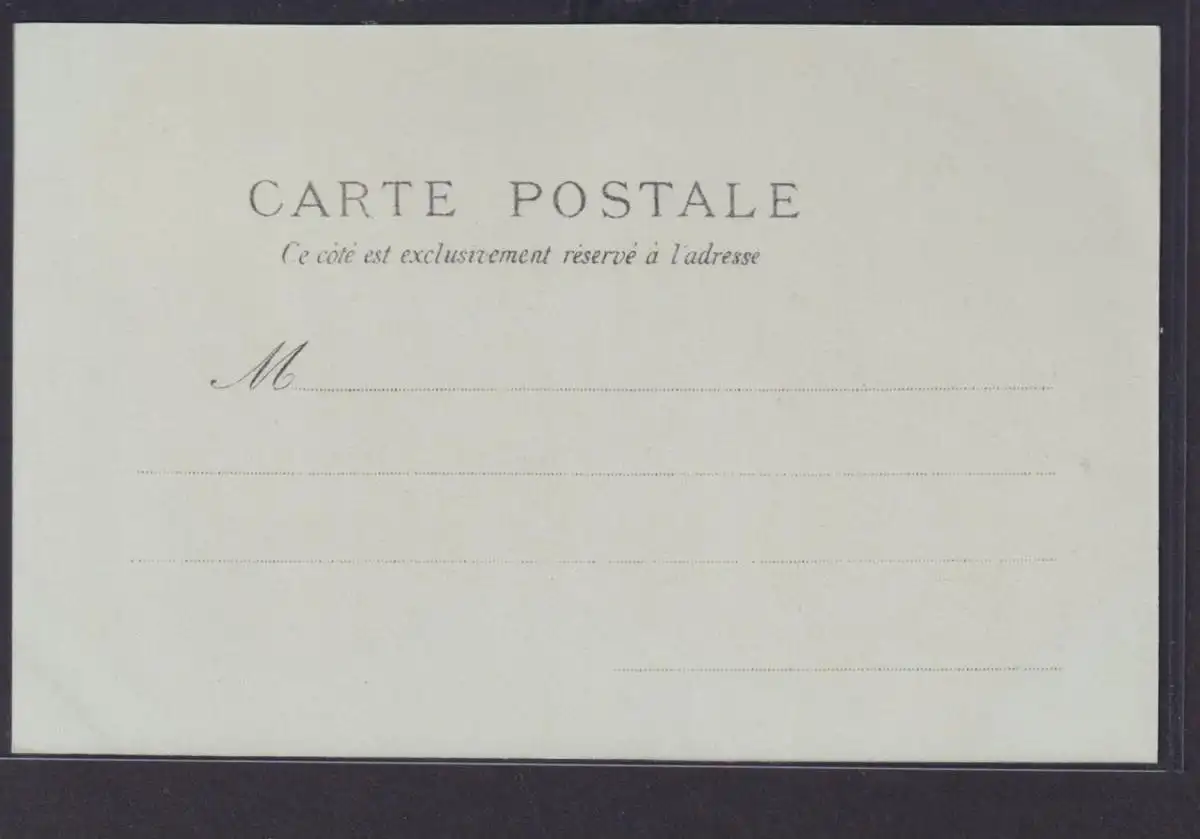 CARTE POSTALE
Ce côté est exclusivement réservé à l'adresse
M